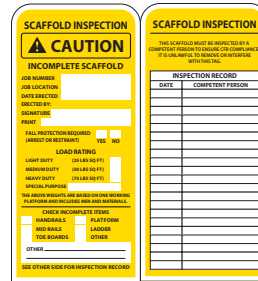 SCAFFOLD INSPECTION
CAUTION
INCOMPLETE SCAFFOLD
JOB NUMBER
JOB LOCATION
DATE ERECTED
ERECTED BY:
SIGNATURE
PRINT
FALL PROTECTION REQUIRED
(ARREST OR RESTRAINT) YES NO
LOAD RATING
LIGHT DUTY (25 LBS SQ FT)
MEDIUM DUTY (50 LBS SQ FT)
HEAVY DUTY (75 LBS SQ FT)
SPECIAL PURPOSE
THE ABOVE WEIGHTS ARE BASED ON ONE WORKING
PLATFORM AND INCLUDES MEN AND MATERIALS.
CHECK INCOMPLETE ITEMS
HANDRAILS PLATFORM
MID RAILS LADDER
TOE BOARDS OTHER
OTHER
SEE OTHER SIDE FOR INSPECTION RECORD
SCAFFOLD INSPECTION
THIS SCAFFOLD MUST BE INSPECTED BY A
COMPETENT PERSON TO ENSURE CFR COMPLIANCE
IT IS UNLAWFUL TO REMOVE OR INTERFERE
WITH THIS TAG.
INSPECTION RECORD
DATE COMPETENT PERSON